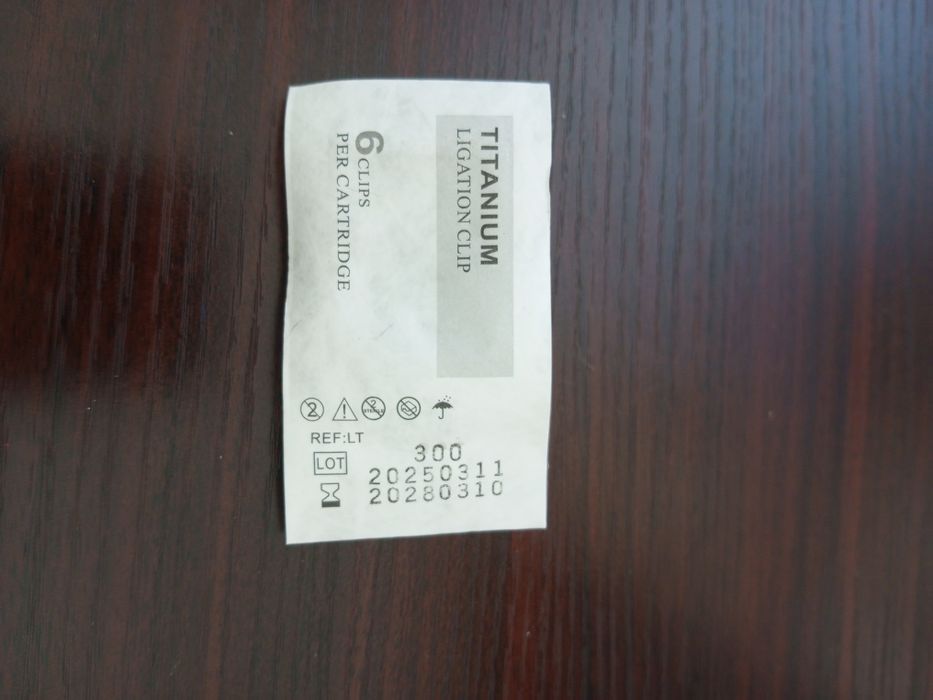 TITANIUM
LIGATION CLIP
6 CLIPS
PER CARTRIDGE
REF:LT 300
LOT 20250311
20280310